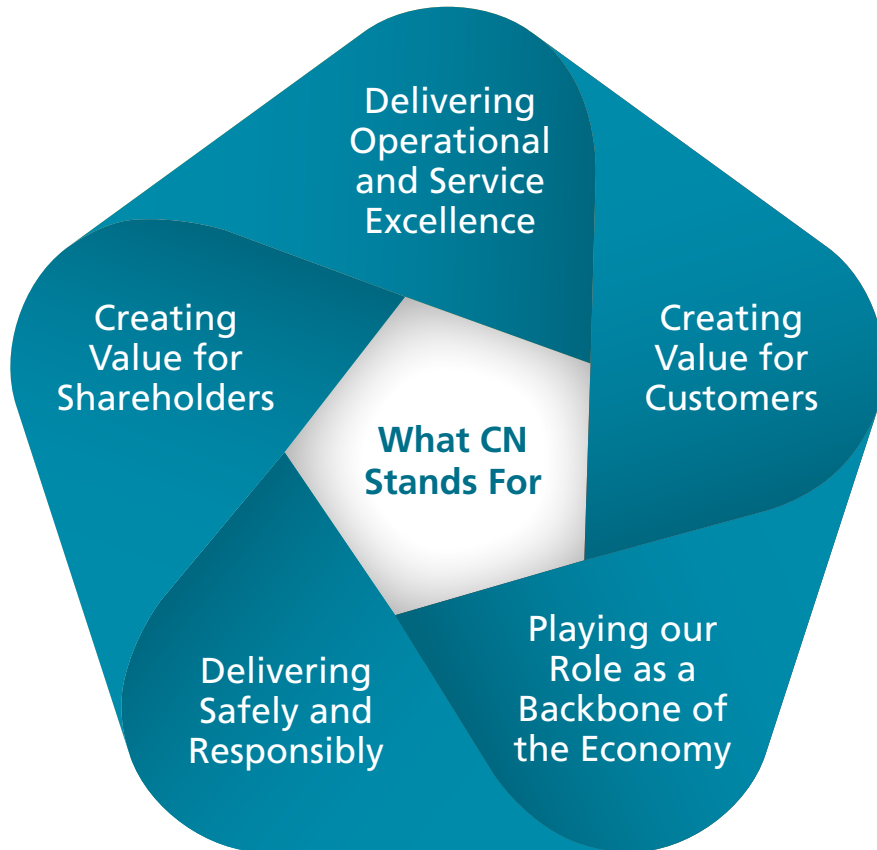 Delivering
Operational
and Service
Excellence
Creating
Value for
Shareholders
Creating
Value for
Customers
What CN
Stands For
Delivering
Safely and
Responsibly
Playing our
Role as a
Backbone of
the Economy